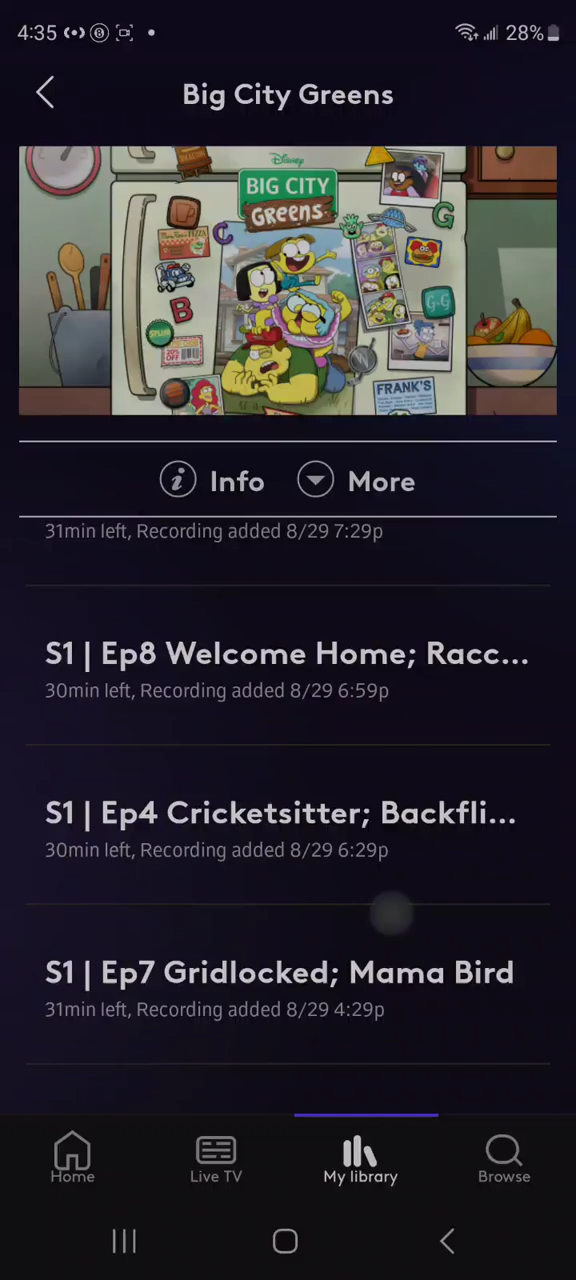 4:35
28%
Big City Greens
Disney
BIG CITY
GREENS
G
C
B
G-G
FRANK'S
Info
More
31min left, Recording added 8/29 7:29p
S1 | Ep8 Welcome Home; Racc...
30min left, Recording added 8/29 6:59p
S1 | Ep4 Cricketsitter; Backfli...
30min left, Recording added 8/29 6:29p
S1 | Ep7 Gridlocked; Mama Bird
31min left, Recording added 8/29 4:29p
Home
Live TV
My library
Browse